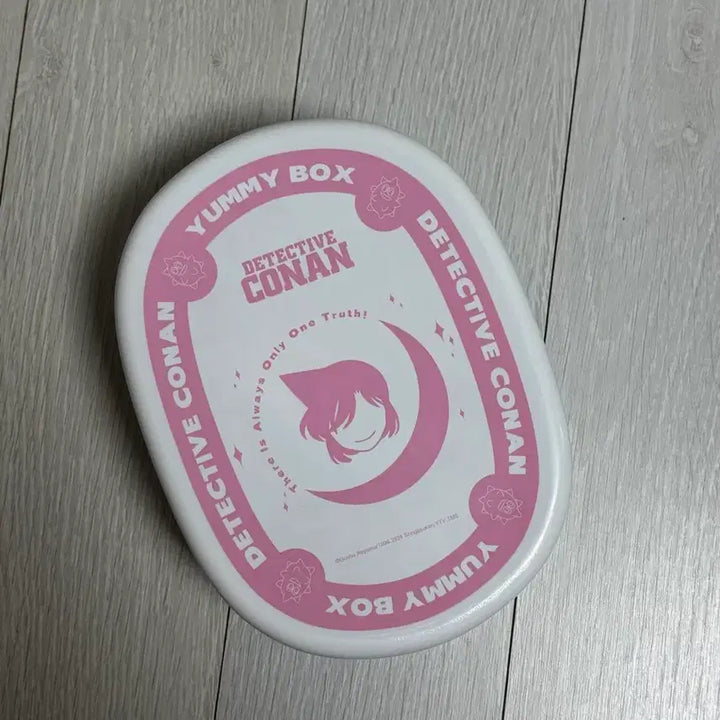 YUMMY BOX
DETECTIVE CONAN
DETECTIVE
CONAN
There Is Always Only One Truth!
DETECTIVE CONAN
YUMMY BOX